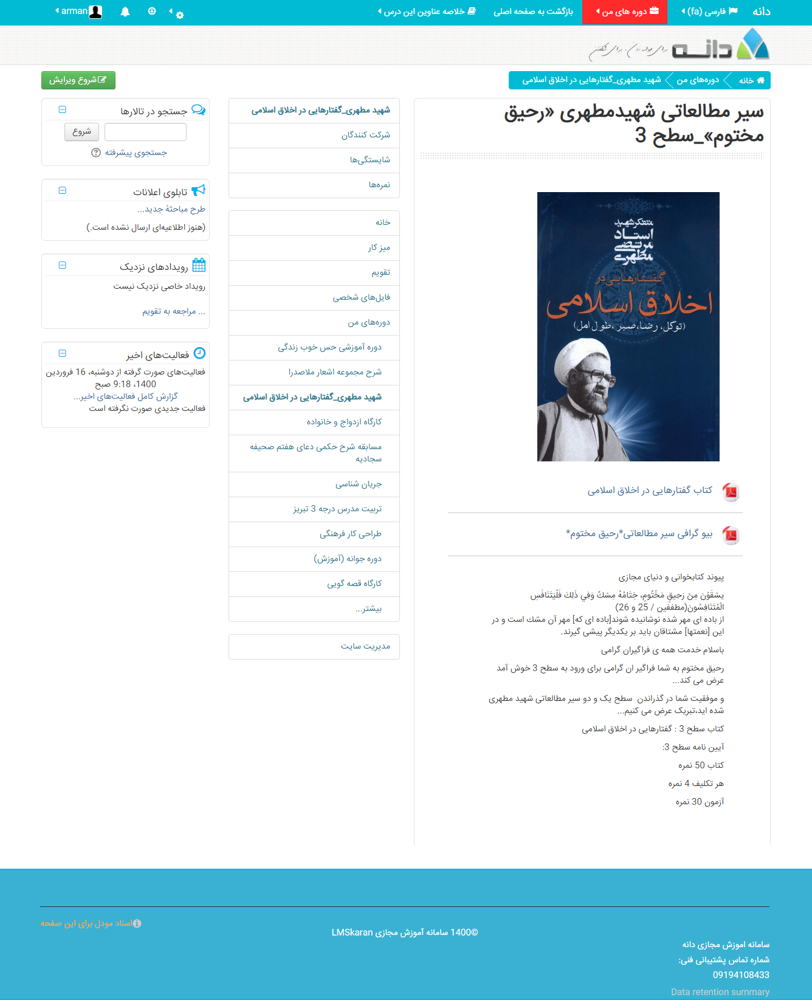 دانه
فارسی ‎(fa)‎
دوره های من
بازگشت به صفحه اصلی
خلاصه عناوین این درس
arman
دانه
خانه
دوره‌های من
شهید مطهری_گفتارهایی در اخلاق اسلامی
شروع ویرایش
سیر مطالعاتی شهیدمطهری «رحیق
مختوم»_سطح 3
متفکر شهید
استاد
مرتضی
مطهری
گفتارهایی در
اخلاق اسلامی
(توکل، رضا، صبر، طول امل)
کتاب گفتارهایی در اخلاق اسلامی
بیو گرافی سیر مطالعاتی*رحیق مختوم*
پیوند کتابخوانی و دنیای مجازی
يسْقَوْنَ مِنْ رَحِيقٍ مَخْتُومٍ، خِتَامُهُ مِسْكٌ وَفِي ذَلِكَ فَلْيَتَنَافَسِ
الْمُتَنَافِسُونَ(مطففین / 25 و 26)
از باده ای مهر شده نوشانیده شوند[باده ای که] مهر آن مشك است و در
این [نعمتها] مشتاقان باید بر یکدیگر پیشی گیرند.
باسلام خدمت همه ی فراگیران گرامی
رحیق مختوم به شما فراگیر ان گرامی برای ورود به سطح 3 خوش آمد
عرض می کند...
و موفقیت شما در گذراندن سطح یک و دو سیر مطالعاتی شهید مطهری
شده اید،تبریک عرض می کنیم...
کتاب سطح 3 : گفتارهایی در اخلاق اسلامی
آیین نامه سطح 3:
کتاب 50 نمره
هر تکلیف 4 نمره
آزمون 30 نمره
شهید مطهری_گفتارهایی در اخلاق اسلامی
شرکت کنندگان
شایستگی‌ها
نمره‌ها
خانه
میز کار
تقویم
فایل‌های شخصی
دوره‌های من
دوره آموزشی حس خوب زندگی
شرح مجموعه اشعار ملاصدرا
شهید مطهری_گفتارهایی در اخلاق اسلامی
کارگاه ازدواج و خانواده
مسابقه شرح حکمی دعای هفتم صحیفه
سجادیه
جریان شناسی
تربیت مدرس درجه 3 تبریز
طراحی کار فرهنگی
دوره جوانه (آموزش)
کارگاه قصه گویی
بیشتر...
مدیریت سایت
جستجو در تالارها
شروع
جستجوی پیشرفته
تابلوی اعلانات
طرح مباحثهٔ جدید...
(هنوز اطلاعیه‌ای ارسال نشده است.)
رویدادهای نزدیک
رویداد خاصی نزدیک نیست
... مراجعه به تقویم
فعالیت‌های اخیر
فعالیت‌های صورت گرفته از دوشنبه، 16 فروردین
1400، 9:18 صبح
گزارش کامل فعالیت‌های اخیر...
فعالیت جدیدی صورت نگرفته است
اسناد مودل برای این صفحه
©1400 سامانه آموزش مجازی LMSkaran
سامانه اموزش مجازی دانه
شماره تماس پشتیبانی فنی:
09194108433
Data retention summary